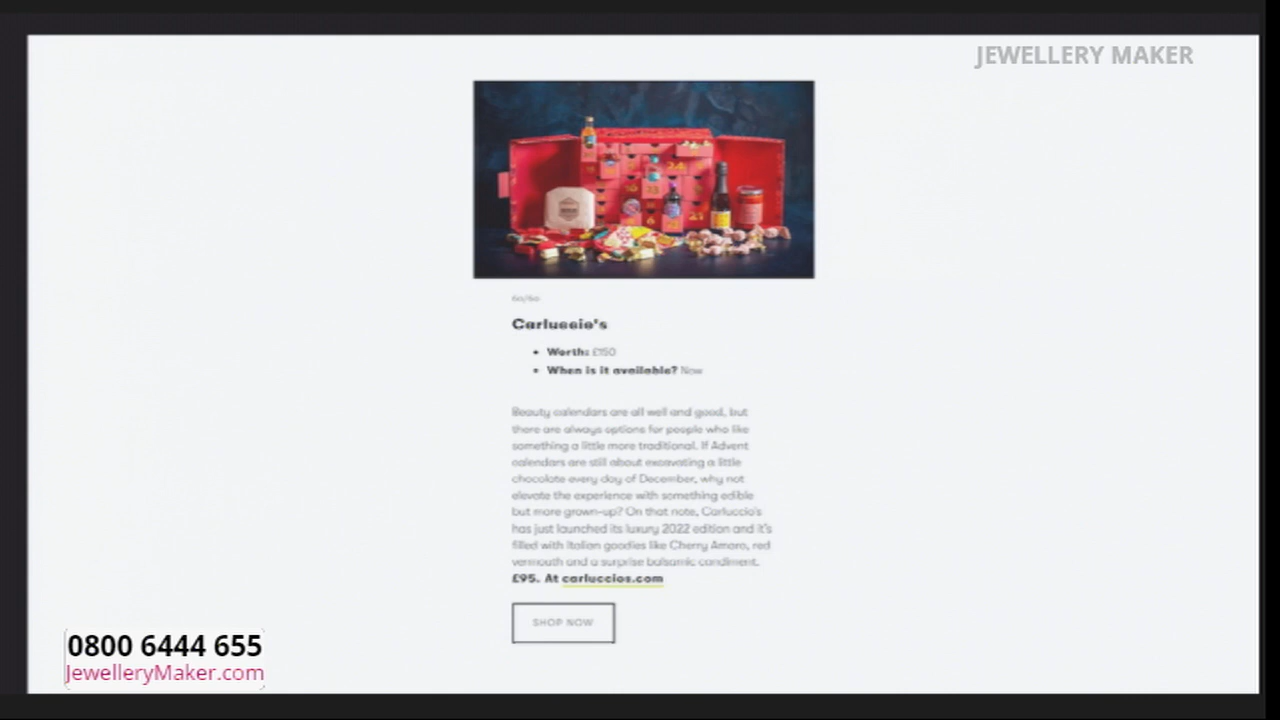 JEWELLERY MAKER
60/60
Carluccio's
• Worth: £150
• When is it available? Now
Beauty calendars are all well and good, but
there are always options for people who like
something a little more traditional. If Advent
calendars are still about excavating a little
chocolate every day of December, why not
elevate the experience with something edible
but more grown-up? On that note, Carluccio's
has just launched its luxury 2022 edition and it's
filled with Italian goodies like Cherry Amaro, red
vermouth and a surprise balsamic condiment.
£95. At carluccios.com
SHOP NOW
0800 6444 655
JewelleryMaker.com